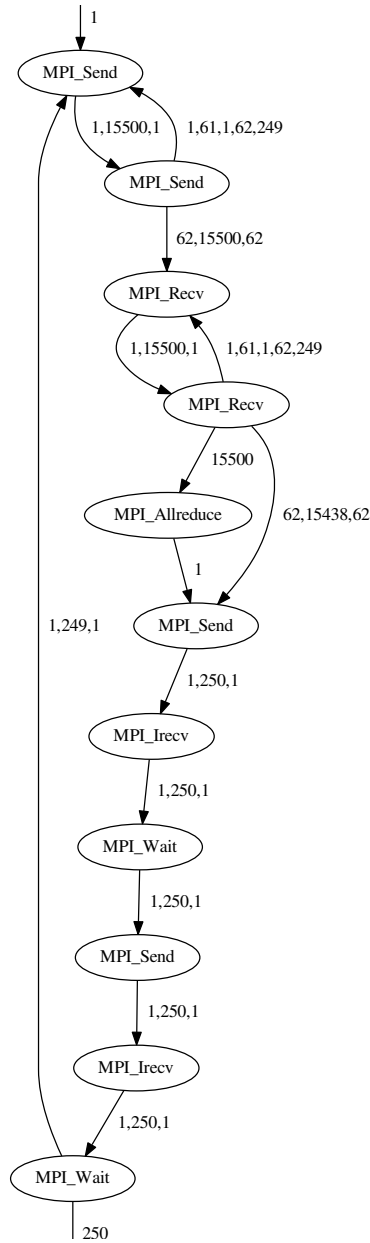 1
MPI_Send
1,15500,1
1,61,1,62,249
MPI_Send
62,15500,62
MPI_Recv
1,15500,1
1,61,1,62,249
MPI_Recv
15500
MPI_Allreduce
62,15438,62
1
MPI_Send
1,249,1
1,250,1
MPI_Irecv
1,250,1
MPI_Wait
1,250,1
MPI_Send
1,250,1
MPI_Irecv
1,250,1
MPI_Wait
250